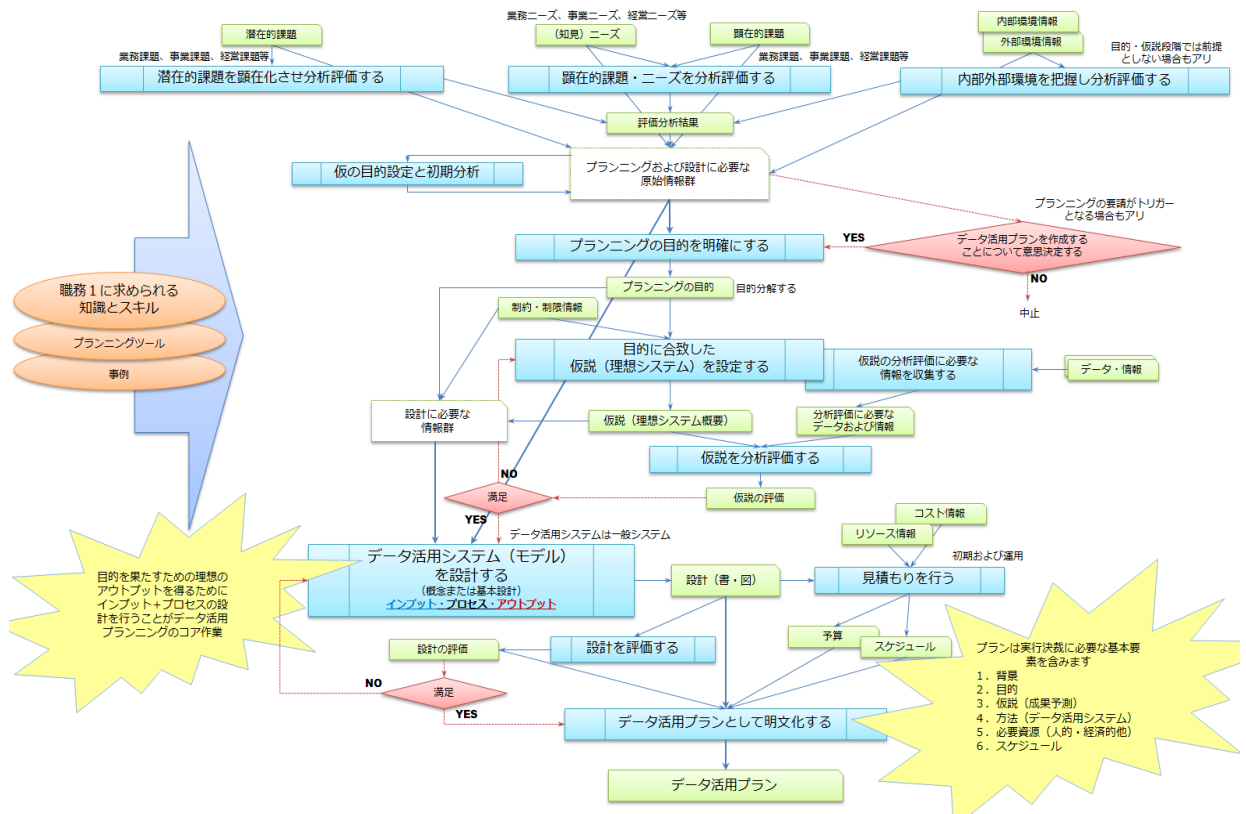 業務ニーズ、事業ニーズ、経営ニーズ等
内部環境情報
潜在的課題
(知見)ニーズ
顕在的課題
外部環境情報
業務課題、事業課題、経営課題等
業務課題、事業課題、経営課題等
目的・仮説段階では前提
としない場合もアリ
潜在的課題を顕在化させ分析評価する
顕在的課題・ニーズを分析評価する
内部外部環境を把握し分析評価する
評価分析結果
仮の目的設定と初期分析
プランニングおよび設計に必要な
原始情報群
プランニングの要請がトリガー
となる場合もアリ
プランニングの目的を明確にする
YES
データ活用プランを作成する
ことについて意思決定する
NO
中止
職務1に求められる
知識とスキル
プランニングツール
事例
プランニングの目的
目的分解する
制約・制限情報
目的に合致した
仮説(理想システム)を設定する
仮説の分析評価に必要な
情報を収集する
データ・情報
設計に必要な
情報群
仮説(理想システム概要)
分析評価に必要な
データおよび情報
仮説を分析評価する
NO
満足
仮説の評価
YES
データ活用システムは一般システム
コスト情報
リソース情報
初期および運用
データ活用システム(モデル)
を設計する
(概念または基本設計)
インプット・プロセス・アウトプット
設計(書・図)
見積もりを行う
目的を果たすための理想の
アウトプットを得るために
インプット+プロセスの設
計を行うことがデータ活用
プランニングのコア作業
予算
スケジュール
設計を評価する
設計の評価
NO
満足
YES
データ活用プランとして明文化する
プランは実行決裁に必要な基本要
素を含みます
1.背景
2.目的
3.仮説(成果予測)
4.方法(データ活用システム)
5.必要資源(人的・経済的他)
6.スケジュール
データ活用プラン